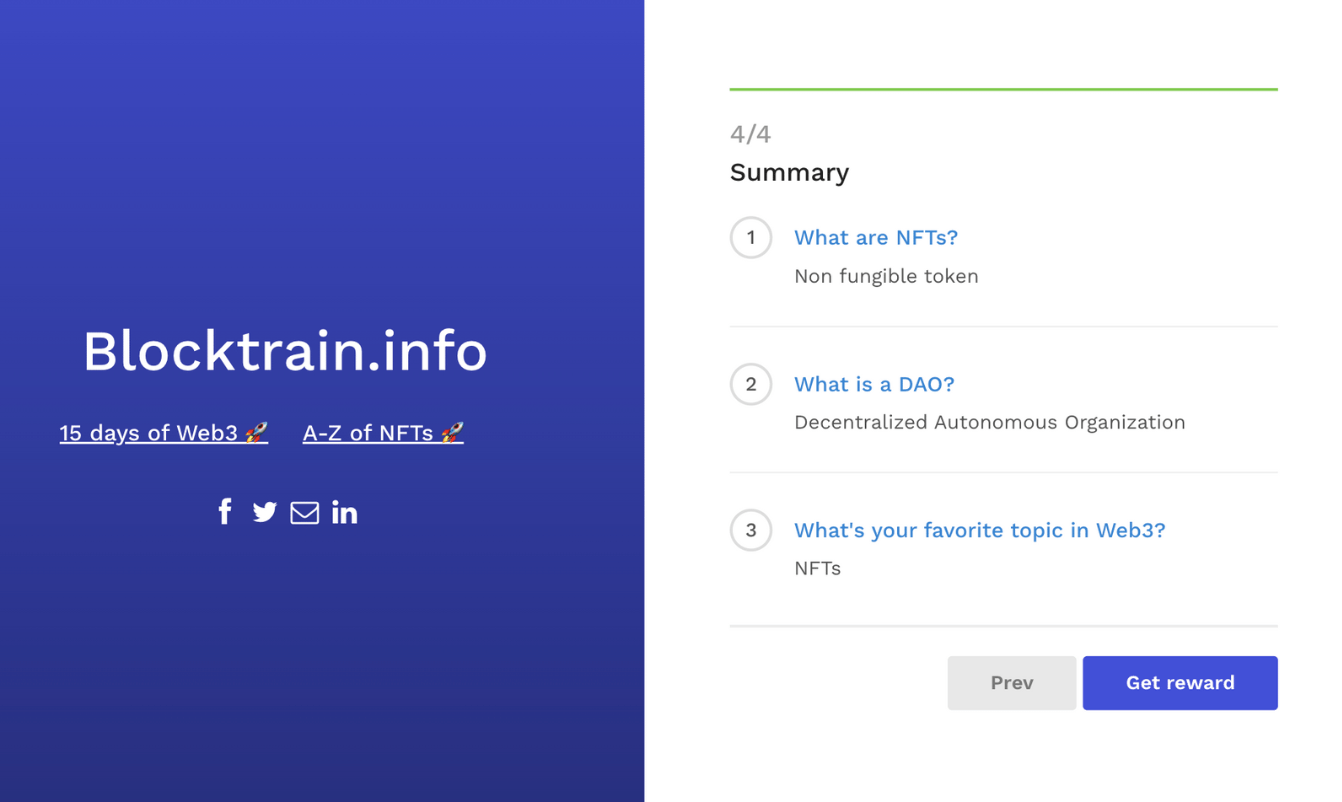 Blocktrain.info
15 days of Web3 🚀 A-Z of NFTs 🚀
4/4
Summary
1 What are NFTs?
Non fungible token
2 What is a DAO?
Decentralized Autonomous Organization
3 What's your favorite topic in Web3?
NFTs
Prev Get reward